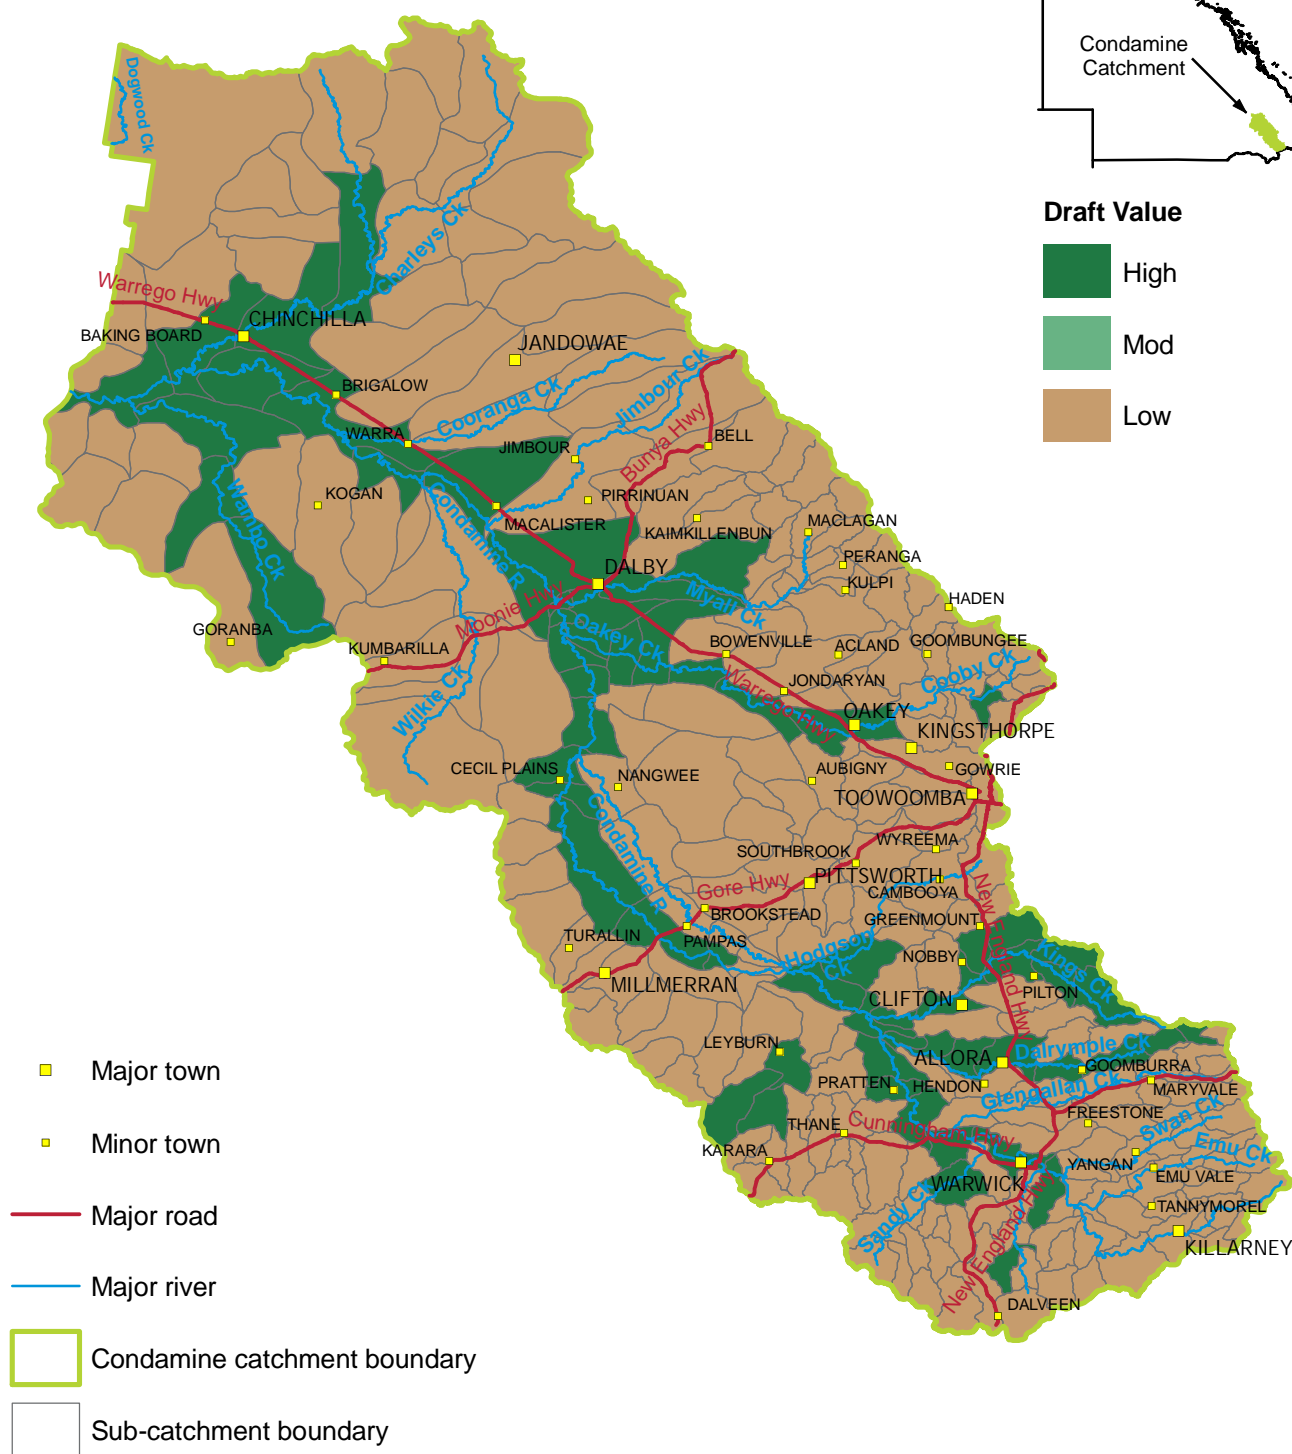 Condamine
Catchment
Draft Value
High
Mod
Low
Dogwood Ck
Charleys Ck
Warrego Hwy
CHINCHILLA
BAKING BOARD
JANDOWAE
BRIGALOW
Cooranga Ck
Jimbour Ck
WARRA
JIMBOUR
Bunya Hwy
BELL
KOGAN
PIRRINUAN
Wambo Ck
Condamine R
MACALISTER
KAIMKILLENBUN
MACLAGAN
PERANGA
KULPI
DALBY
Myall Ck
HADEN
Moonie Hwy
Oakey Ck
GORANBA
KUMBARILLA
BOWENVILLE
ACLAND
GOOMBUNGEE
Cooby Ck
JONDARYAN
Wilkie Ck
Warrego Hwy
OAKEY
KINGSTHORPE
CECIL PLAINS
NANGWEE
AUBIGNY
GOWRIE
TOOWOOMBA
Condamine R
WYREEMA
SOUTHBROOK
Gore Hwy
PITTSWORTH
CAMBOOYA
New England Hwy
BROOKSTEAD
GREENMOUNT
TURALLIN
PAMPAS
Hodgson
Ck
NOBBY
Kings Ck
MILLMERRAN
CLIFTON
PILTON
LEYBURN
ALLORA
Dalrymple Ck
GOOMBURRA
PRATTEN
HENDON
Glengallan Ck
MARYVALE
THANE
Cunningham Hwy
FREESTONE
Swan Ck
KARARA
YANGAN
Emu Ck
WARWICK
EMU VALE
Sandy Ck
New England Hwy
TANNYMOREL
KILLARNEY
DALVEEN
Major town
Minor town
Major road
Major river
Condamine catchment boundary
Sub-catchment boundary